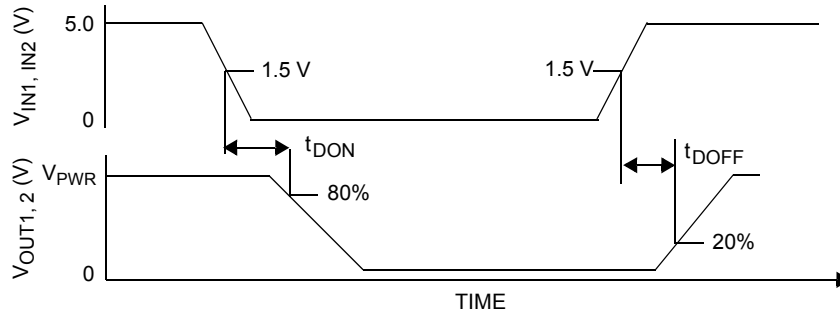 V_IN1, IN2 (V)
5.0
0
1.5 V
1.5 V
t_DON
t_DOFF
V_OUT1, 2 (V)
V_PWR
0
80%
20%
TIME